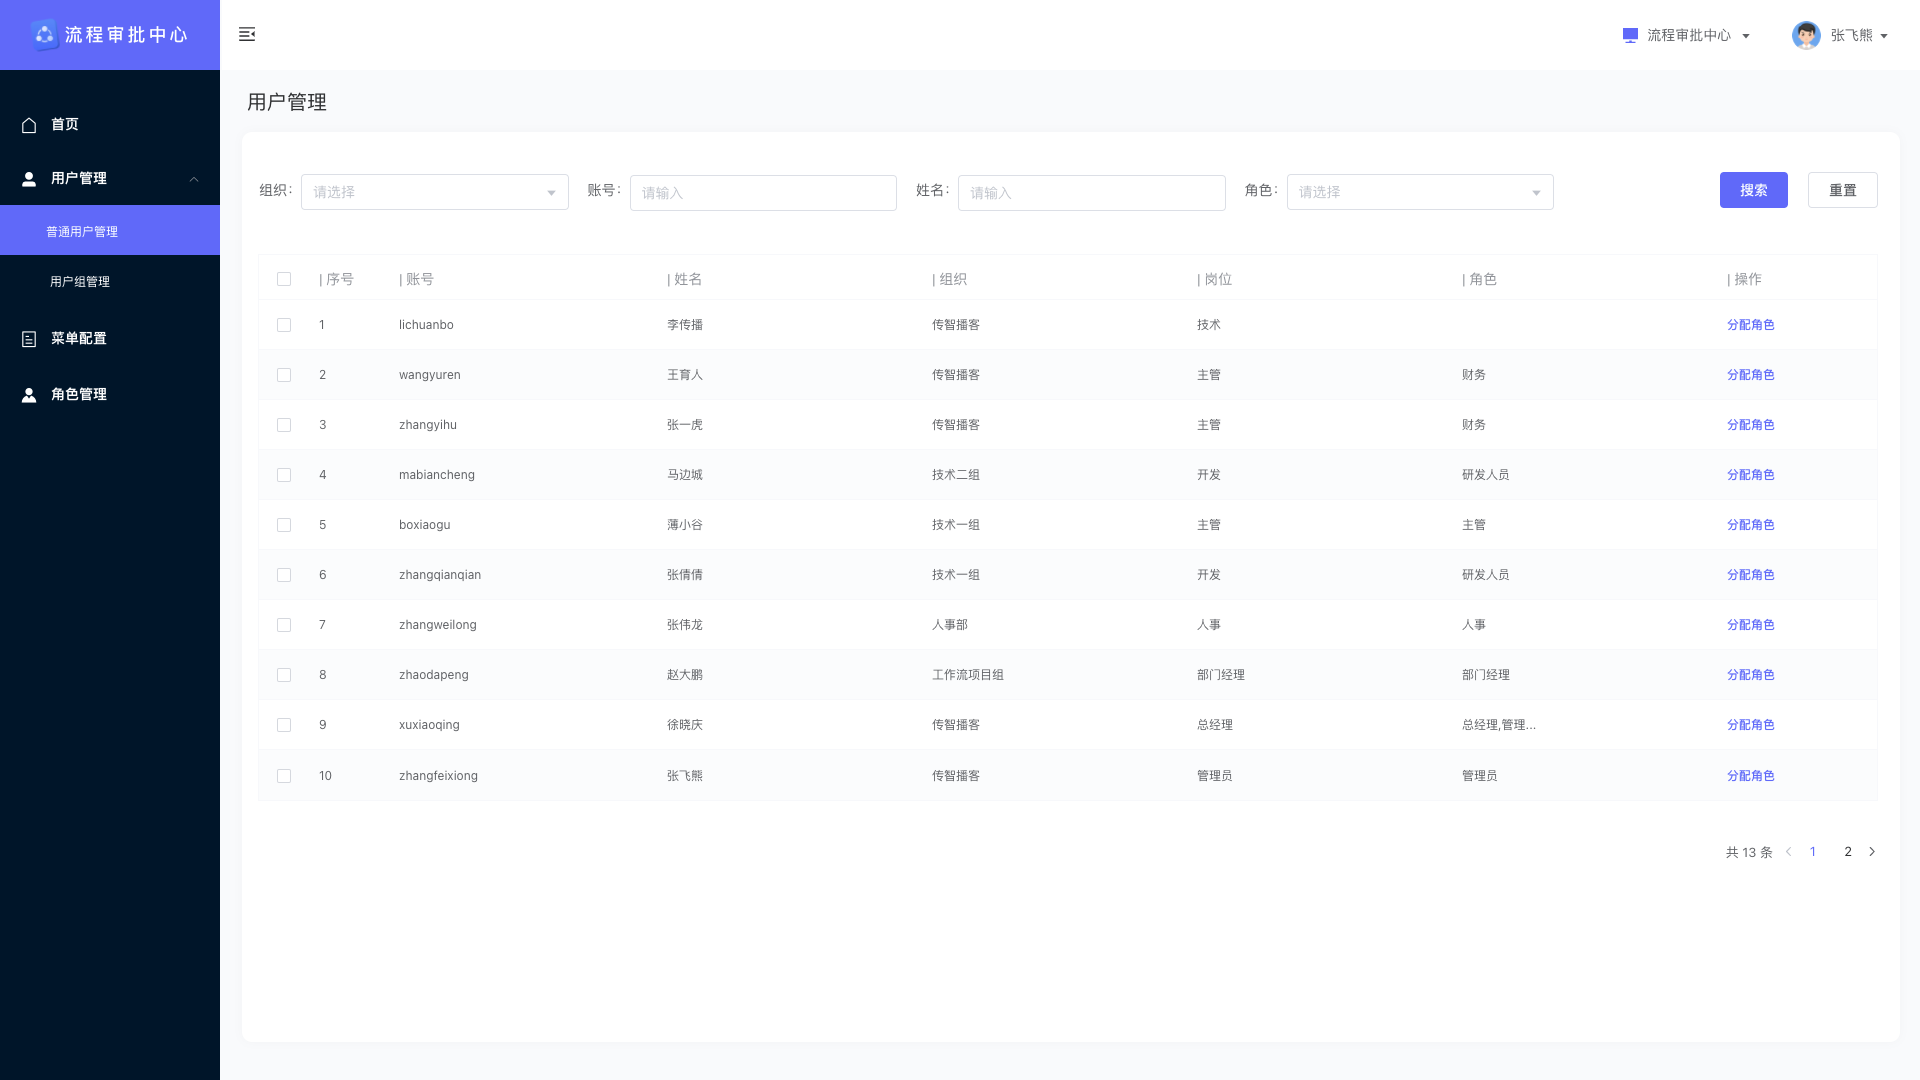 流程审批中心
流程审批中心
张飞熊
首页
用户管理
普通用户管理
用户组管理
菜单配置
角色管理
用户管理
组织: 请选择 账号: 请输入 姓名: 请输入 角色: 请选择 搜索 重置
| 序号 | 账号 | 姓名 | 组织 | 岗位 | 角色 | 操作
1 lichuanbo 李传播 传智播客 技术 分配角色
2 wangyuren 王育人 传智播客 主管 财务 分配角色
3 zhangyihu 张一虎 传智播客 主管 财务 分配角色
4 mabiancheng 马边城 技术二组 开发 研发人员 分配角色
5 boxiaogu 薄小谷 技术一组 主管 主管 分配角色
6 zhangqianqian 张倩倩 技术一组 开发 研发人员 分配角色
7 zhangweilong 张伟龙 人事部 人事 人事 分配角色
8 zhaodapeng 赵大鹏 工作流项目组 部门经理 部门经理 分配角色
9 xuxiaoqing 徐晓庆 传智播客 总经理 总经理,管理... 分配角色
10 zhangfeixiong 张飞熊 传智播客 管理员 管理员 分配角色
共 13 条 1 2